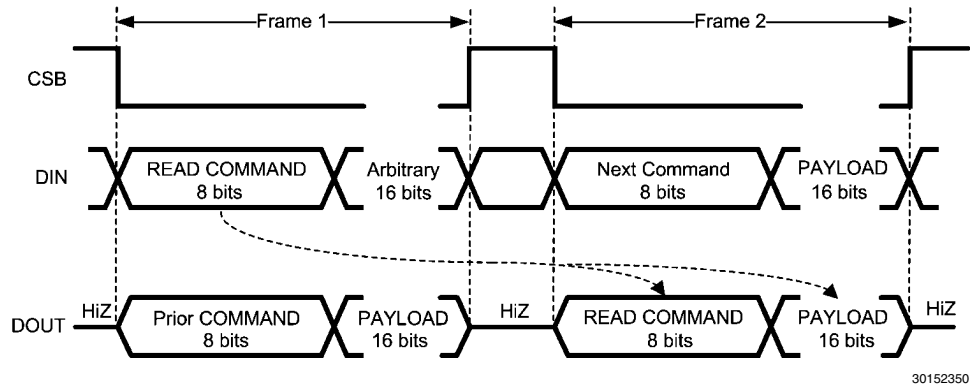 Frame 1
Frame 2
CSB
DIN
READ COMMAND
8 bits
Arbitrary
16 bits
Next Command
8 bits
PAYLOAD
16 bits
DOUT
HiZ
Prior COMMAND
8 bits
PAYLOAD
16 bits
HiZ
READ COMMAND
8 bits
PAYLOAD
16 bits
HiZ
30152350